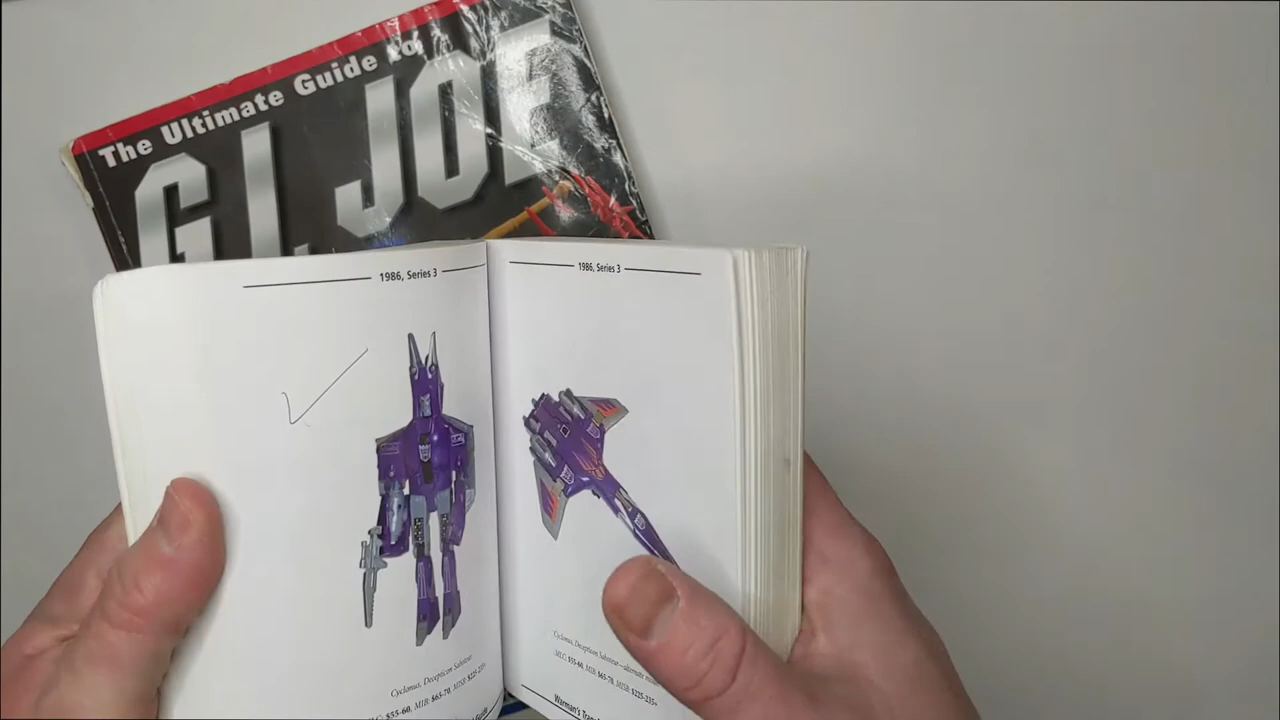 The Ultimate Guide to
G.I. JOE
1986, Series 3
Cyclonus, Decepticon Saboteur
MLC: $55-60, MIB: $65-70, MISB: $225-235+
1986, Series 3
Cyclonus, Decepticon Saboteur—alternate
MLC: $55-60, MIB: $65-70, MISB: $225-235+
Warman's